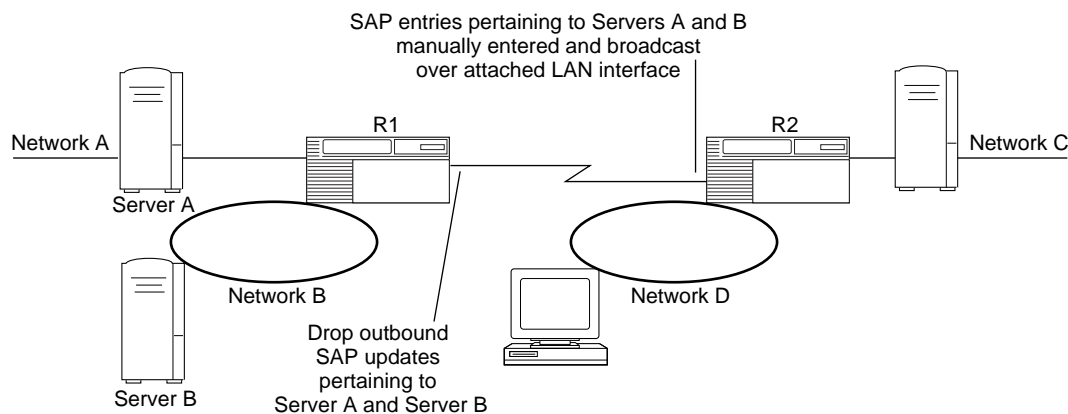 SAP entries pertaining to Servers A and B
manually entered and broadcast
over attached LAN interface
Network A
R1
R2
Network C
Server A
Network B
Network D
Drop outbound
SAP updates
pertaining to
Server A and Server B
Server B